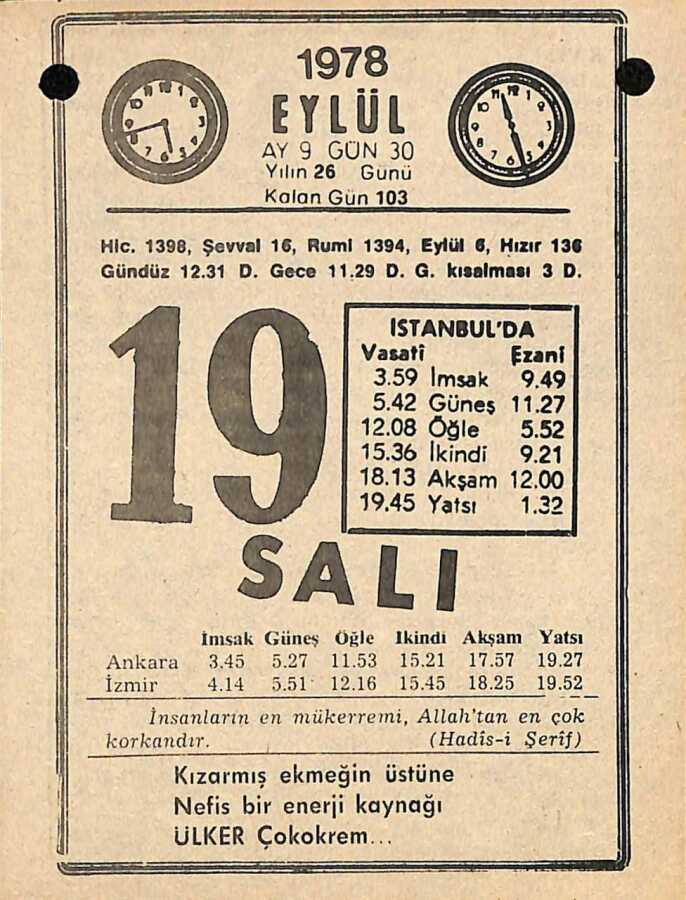 1978
EYLÜL
AY 9 GÜN 30
Yılın 26 Günü
Kalan Gün 103
Hic. 1398, Şevval 16, Rumi 1394, Eylül 6, Hızır 136
Gündüz 12.31 D. Gece 11.29 D. G. kısalması 3 D.
19
İSTANBUL'DA
Vasatî Ezanî
3.59 İmsak 9.49
5.42 Güneş 11.27
12.08 Öğle 5.52
15.36 İkindi 9.21
18.13 Akşam 12.00
19.45 Yatsı 1.32
SALI
İmsak Güneş Öğle İkindi Akşam Yatsı
Ankara 3.45 5.27 11.53 15.21 17.57 19.27
İzmir 4.14 5.51 12.16 15.45 18.25 19.52
İnsanların en mükerremi, Allah'tan en çok
korkandır. (Hadîs-i Şerîf)
Kızarmış ekmeğin üstüne
Nefis bir enerji kaynağı
ÜLKER Çokokrem...